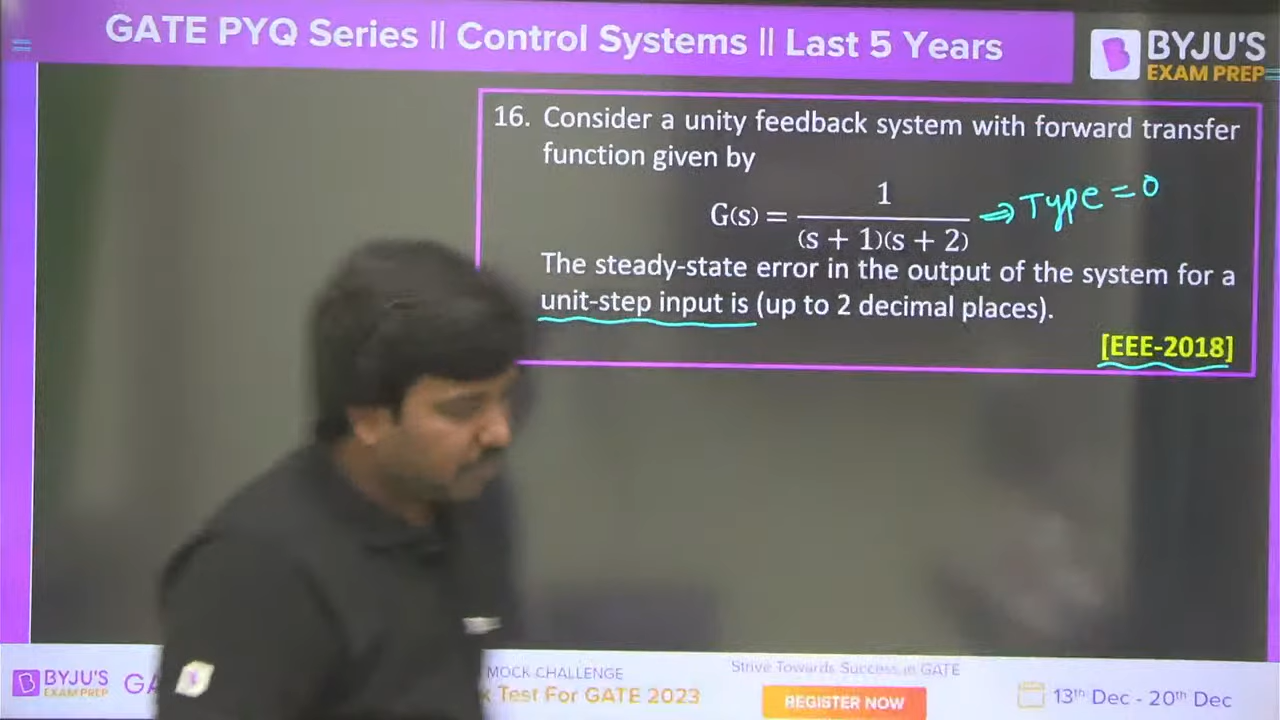 GATE PYQ Series || Control Systems || Last 5 Years
BYJU'S
EXAM PREP
16. Consider a unity feedback system with forward transfer
function given by
G(s) = 1 / (s + 1)(s + 2) ⇒ Type = 0
The steady-state error in the output of the system for a
unit-step input is (up to 2 decimal places).
[EEE-2018]
BYJU'S
EXAM PREP
MOCK CHALLENGE
Test For GATE 2023
Strive Towards Success in GATE
REGISTER NOW
13th Dec - 20th Dec